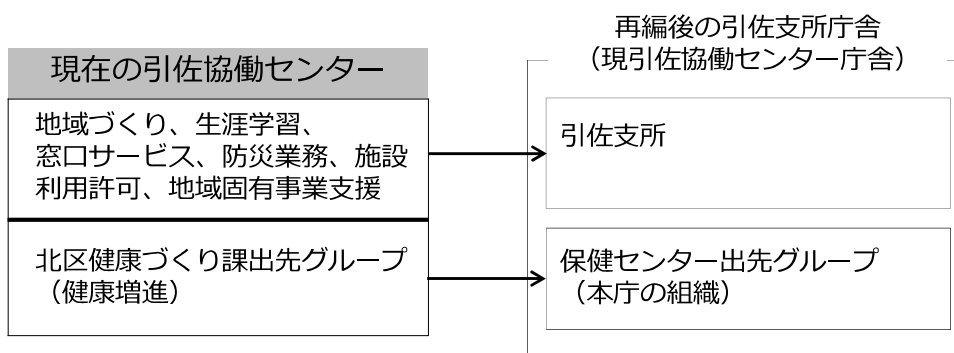 現在の引佐協働センター
地域づくり、生涯学習、
窓口サービス、防災業務、施設
利用許可、地域固有事業支援
北区健康づくり課出先グループ
（健康増進）
再編後の引佐支所庁舎
（現引佐協働センター庁舎）
引佐支所
保健センター出先グループ
（本庁の組織）